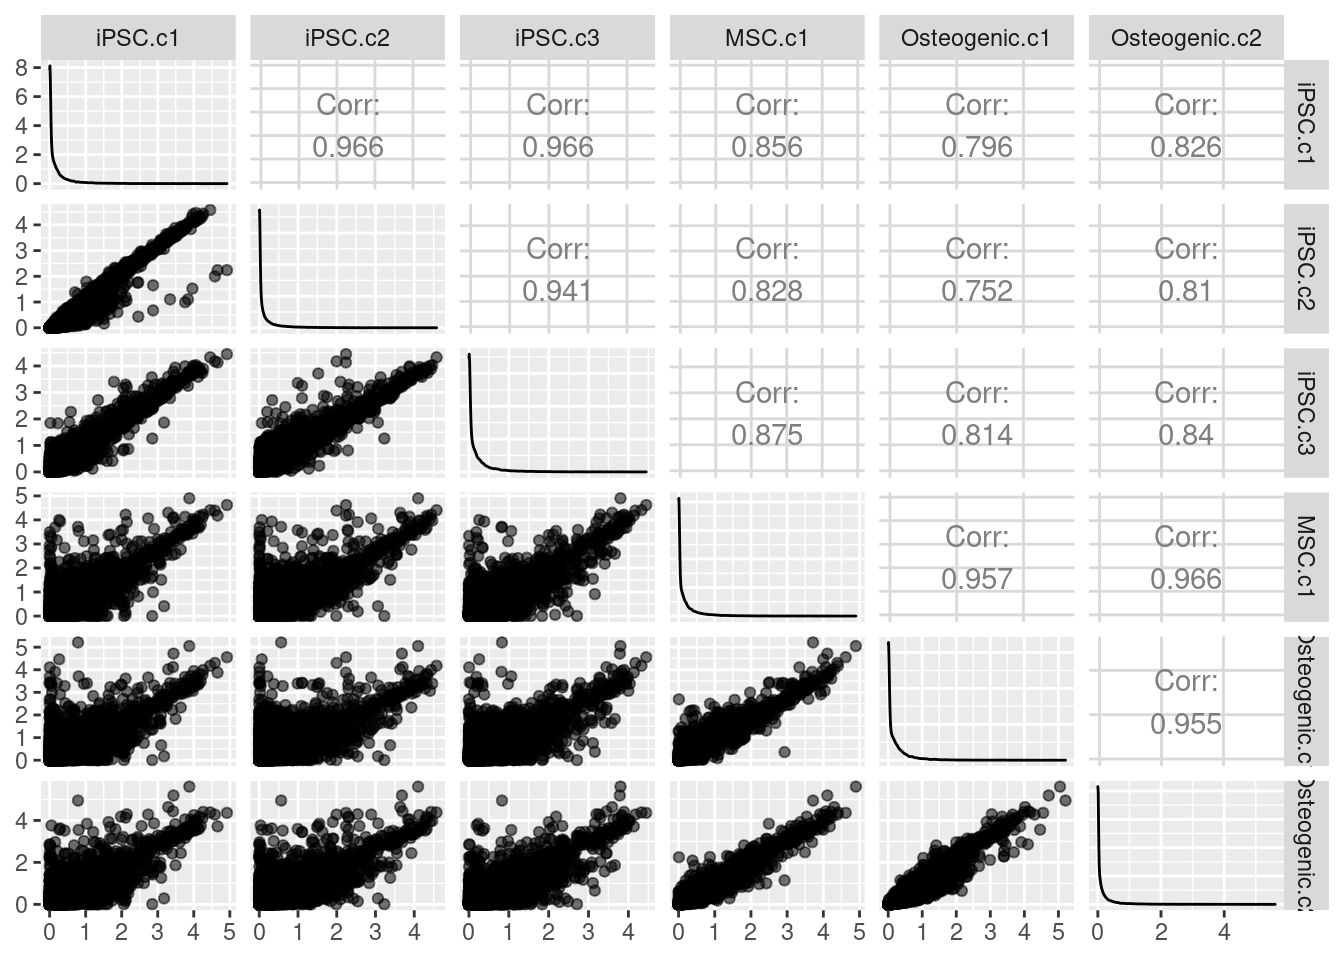 iPSC.c1 iPSC.c2 iPSC.c3 MSC.c1 Osteogenic.c1 Osteogenic.c2
8
6
4
2
0
Corr: Corr: Corr: Corr: Corr:
0.966 0.966 0.856 0.796 0.826
iPSC.c1
4
3
2
1
0
Corr: Corr: Corr: Corr:
0.941 0.828 0.752 0.81
iPSC.c2
4
3
2
1
0
Corr: Corr: Corr:
0.875 0.814 0.84
iPSC.c3
5
4
3
2
1
0
Corr: Corr:
0.957 0.966
MSC.c1
5
4
3
2
1
0
Corr:
0.955
Osteogenic.c
4
2
0
Osteogenic.c
0 1 2 3 4 5 0 1 2 3 4 0 1 2 3 4 0 1 2 3 4 5 0 1 2 3 4 5 0 2 4